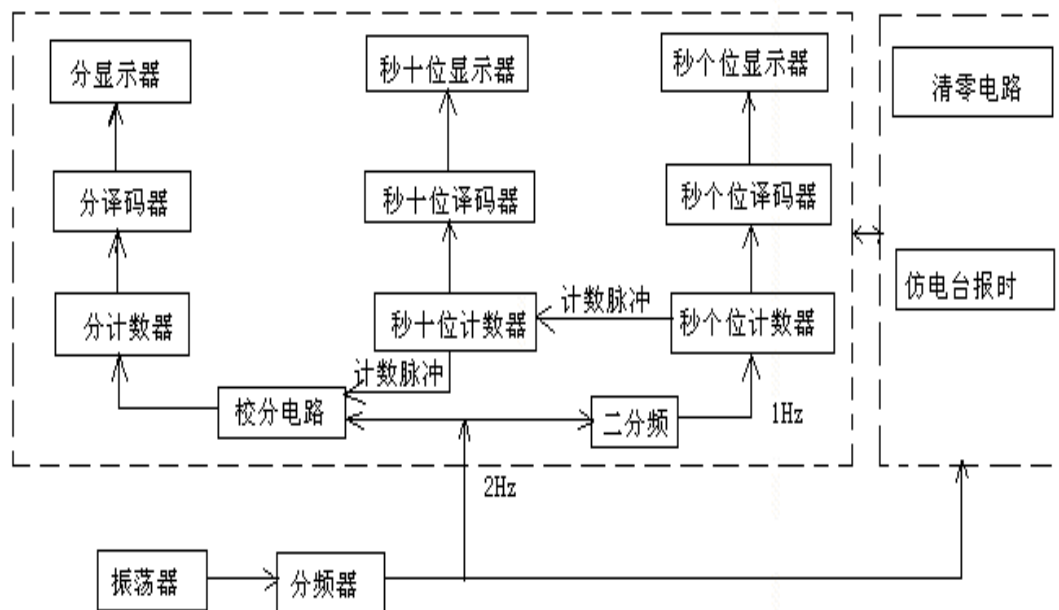 分显示器
秒十位显示器
秒个位显示器
清零电路
分译码器
秒十位译码器
秒个位译码器
仿电台报时
分计数器
秒十位计数器
计数脉冲
秒个位计数器
计数脉冲
校分电路
二分频
1Hz
2Hz
振荡器
分频器